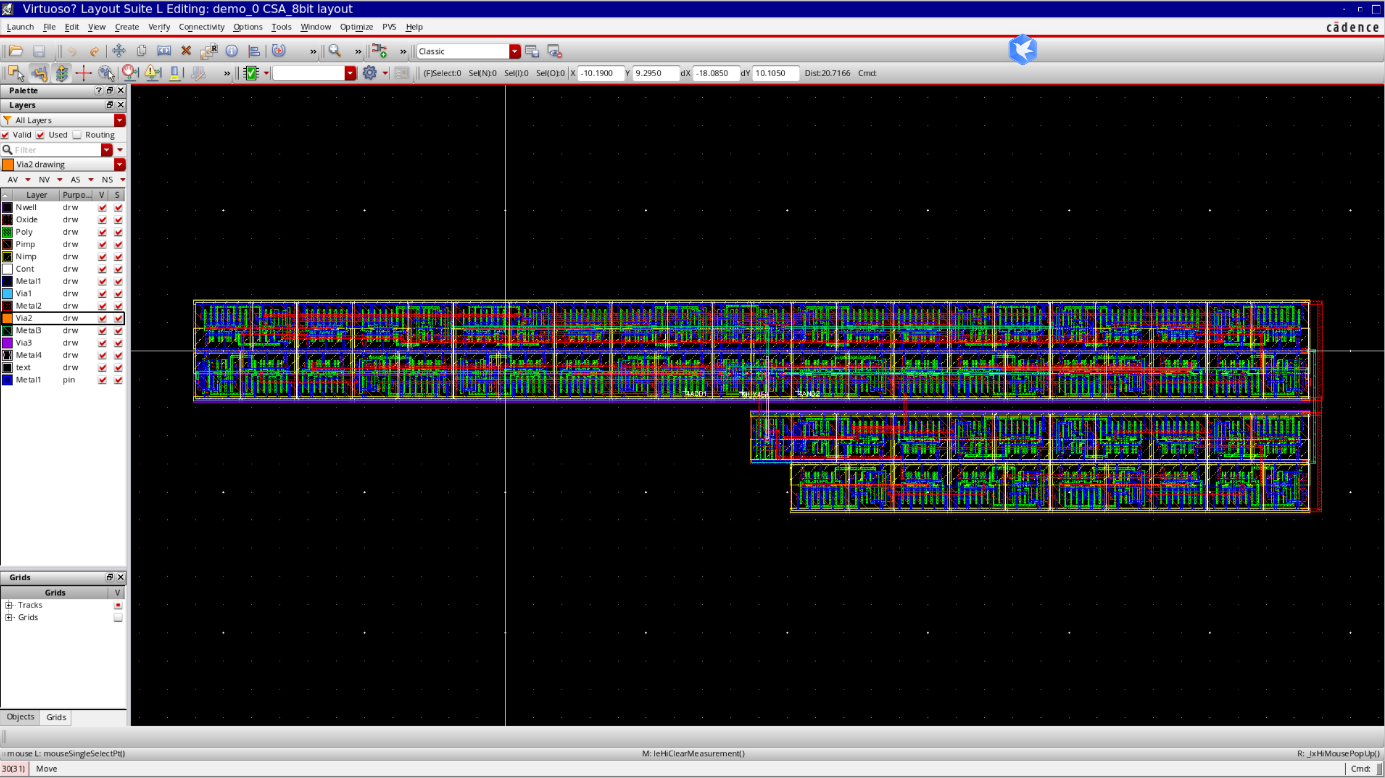 Virtuoso? Layout Suite L Editing: demo_0 CSA_8bit layout
Launch File Edit View Create Verify Connectivity Options Tools Window Optimize PVS Help
cādence
» » » Classic
» (F)Select:0 Sel(N):0 Sel(I):0 Sel(O):0 X -10.1900 Y 9.2950 dX -18.0850 dY 10.1050 Dist:20.7166 Cmd:
Palette ?
Layers
All Layers
Valid Used Routing
Filter
Via2 drawing
AV NV AS NS
Layer Purpo... V S
Nwell drw
Oxide drw
Poly drw
Pimp drw
Nimp drw
Cont drw
Metal1 drw
Via1 drw
Metal2 drw
Via2 drw
Metal3 drw
Via3 drw
Metal4 drw
text drw
Metal1 pin
Grids
Grids V
Tracks
Grids
Objects Grids
mouse L: mouseSingleSelectPt() M: leHiClearMeasurement() R: _lxHiMousePopUp()
30(31) Move Cmd: